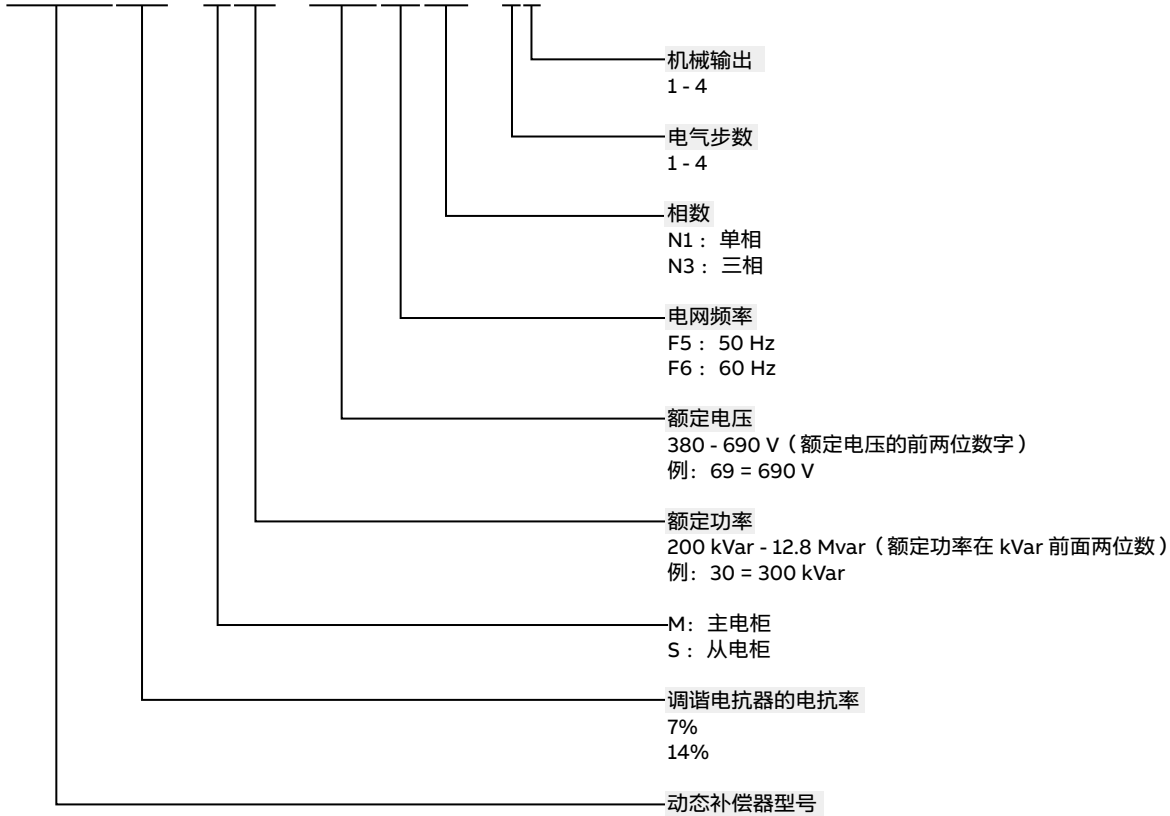 机械输出
1 - 4
电气步数
1 - 4
相数
N1：单相
N3：三相
电网频率
F5：50 Hz
F6：60 Hz
额定电压
380 - 690 V（额定电压的前两位数字）
例：69 = 690 V
额定功率
200 kVar - 12.8 Mvar（额定功率在 kVar 前面两位数）
例：30 = 300 kVar
M：主电柜
S：从电柜
调谐电抗器的电抗率
7%
14%
动态补偿器型号